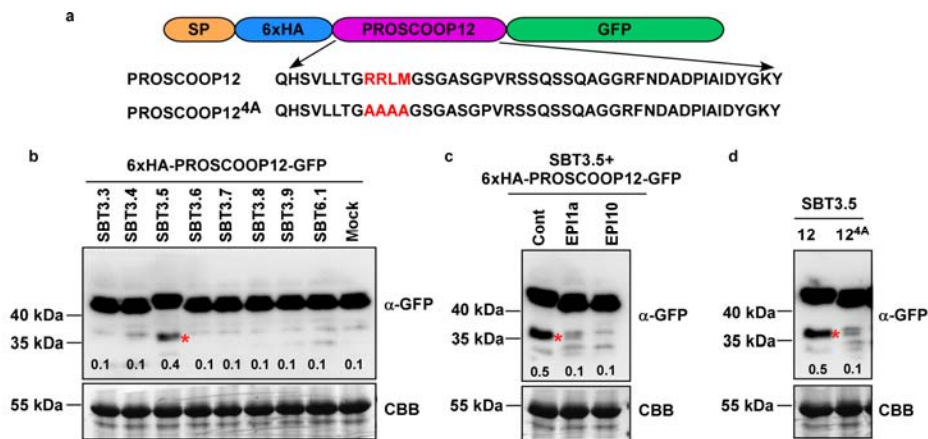 a
SP 6xHA PROSCOOP12 GFP
PROSCOOP12 QHSVLLTGRRLMGSGASGPVRSSQSSQAGGRFNDADPIAIDYGKY
PROSCOOP12⁴ᴬ QHSVLLTGAAAAGSGASGPVRSSQSSQAGGRFNDADPIAIDYGKY
b
6xHA-PROSCOOP12-GFP
SBT3.3 SBT3.4 SBT3.5 SBT3.6 SBT3.7 SBT3.8 SBT3.9 SBT6.1 Mock
α-GFP
40 kDa
35 kDa
*
0.1 0.1 0.4 0.1 0.1 0.1 0.1 0.1 0.1
55 kDa
CBB
c
SBT3.5+
6xHA-PROSCOOP12-GFP
Cont EPI1a EPI10
40 kDa
α-GFP
35 kDa
*
0.5 0.1 0.1
55 kDa
CBB
d
SBT3.5
12 12⁴ᴬ
40 kDa
α-GFP
35 kDa
*
0.5 0.1
55 kDa
CBB